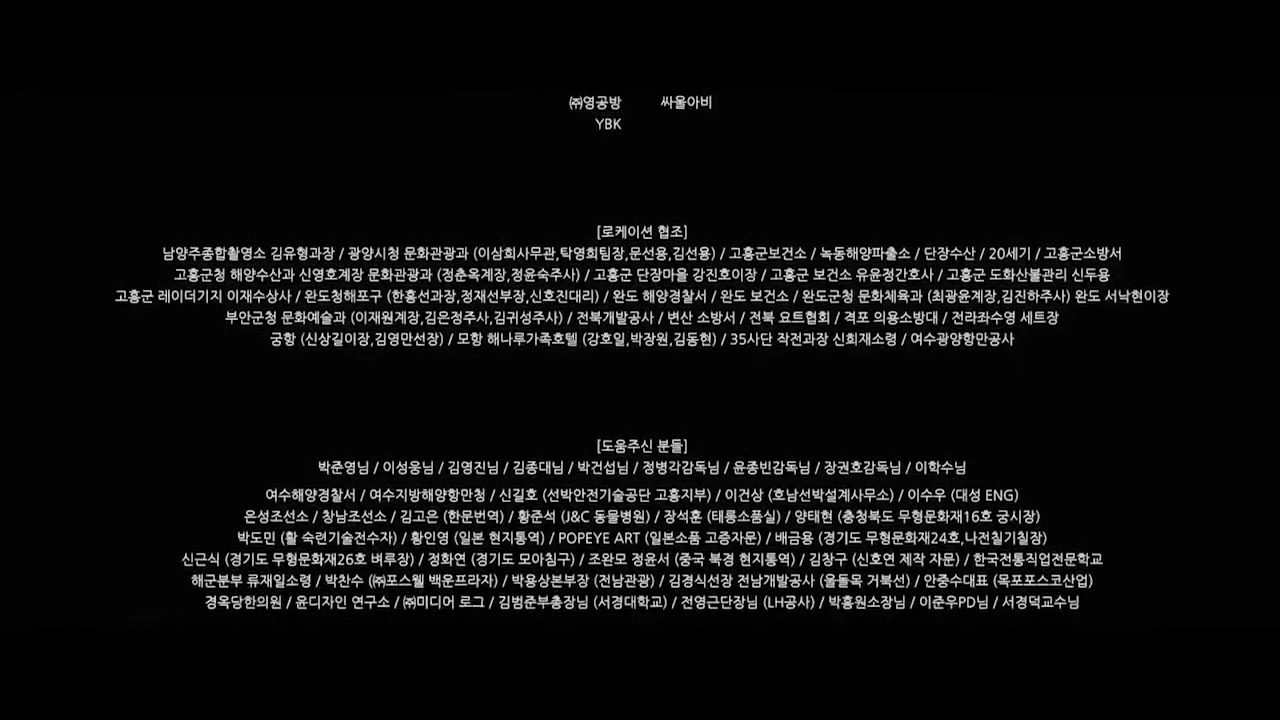 ㈜영공방 싸울아비
YBK
[로케이션 협조]
남양주종합촬영소 김유형과장 / 광양시청 문화관광과 (이삼희사무관,탁영희팀장,문선용,김선용) / 고흥군보건소 / 녹동해양파출소 / 단장수산 / 20세기 / 고흥군소방서
고흥군청 해양수산과 신영호계장 문화관광과 (정춘옥계장,정윤숙주사) / 고흥군 단장마을 강진호이장 / 고흥군 보건소 유윤정간호사 / 고흥군 도화산불관리 신두용
고흥군 레이더기지 이재수상사 / 완도청해포구 (한홍선과장,정재선부장,신호진대리) / 완도 해양경찰서 / 완도 보건소 / 완도군청 문화체육과 (최광윤계장,김진하주사) 완도 서낙현이장
부안군청 문화예술과 (이재원계장,김은정주사,김귀성주사) / 전북개발공사 / 변산 소방서 / 전북 요트협회 / 격포 의용소방대 / 전라좌수영 세트장
궁항 (신상길이장,김영만선장) / 모항 해나루가족호텔 (강호일,박장원,김동현) / 35사단 작전과장 신희재소령 / 여수광양항만공사
[도움주신 분들]
박준영님 / 이성웅님 / 김영진님 / 김종대님 / 박건섭님 / 정병각감독님 / 윤종빈감독님 / 장권호감독님 / 이학수님
여수해양경찰서 / 여수지방해양항만청 / 신길호 (선박안전기술공단 고흥지부) / 이건상 (호남선박설계사무소) / 이수우 (대성 ENG)
은성조선소 / 창남조선소 / 김고은 (한문번역) / 황준석 (J&C 동물병원) / 장석훈 (태릉소품실) / 양태현 (충청북도 무형문화재16호 궁시장)
박도민 (활 숙련기술전수자) / 황인영 (일본 현지통역) / POPEYE ART (일본소품 고증자문) / 배금용 (경기도 무형문화재24호,나전칠기칠장)
신근식 (경기도 무형문화재26호 벼루장) / 정화연 (경기도 모아침구) / 조완모 정윤서 (중국 북경 현지통역) / 김창구 (신호연 제작 자문) / 한국전통직업전문학교
해군분부 류재일소령 / 박찬수 (㈜포스웰 백운프라자) / 박용상본부장 (전남관광) / 김경식선장 전남개발공사 (울돌목 거북선) / 안중수대표 (목포포스코산업)
경옥당한의원 / 윤디자인 연구소 / ㈜미디어 로그 / 김범준부총장님 (서경대학교) / 전영근단장님 (LH공사) / 박흥원소장님 / 이준우PD님 / 서경덕교수님